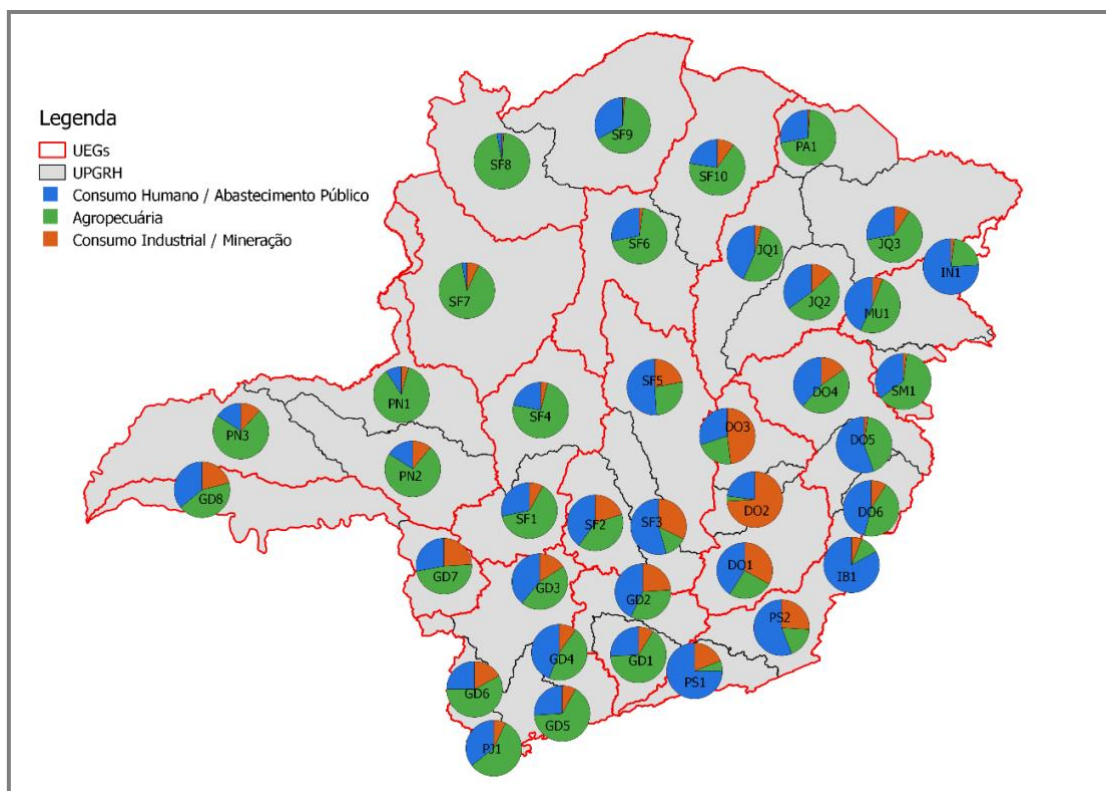 Legenda
UEGs
UPGRH
Consumo Humano / Abastecimento Público
Agropecuária
Consumo Industrial / Mineração
SF9
PA1
SF8
SF10
SF6
JQ3
JQ1
IN1
SF7
JQ2
MU1
SF5
DO4
SM1
PN1
SF4
PN3
DO3
DO5
PN2
GD8
DO2
SF1
SF2
SF3
DO6
GD7
DO1
IB1
GD3
GD2
PS2
GD4
GD1
PS1
GD6
GD5
PJ1